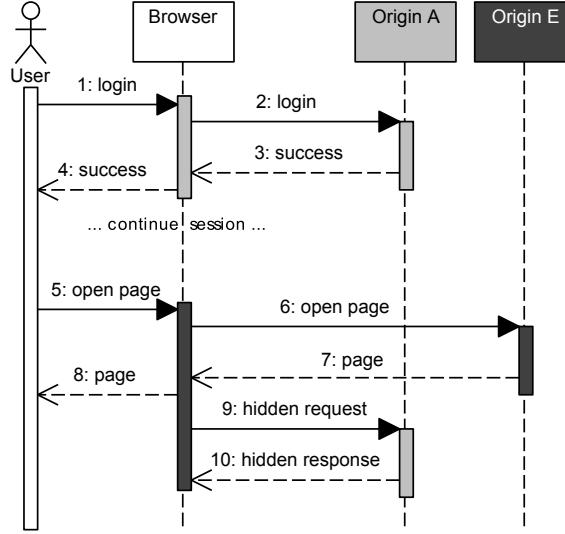 Browser
Origin A
Origin E
User
1: login
2: login
3: success
4: success
... continue session ...
5: open page
6: open page
7: page
8: page
9: hidden request
10: hidden response